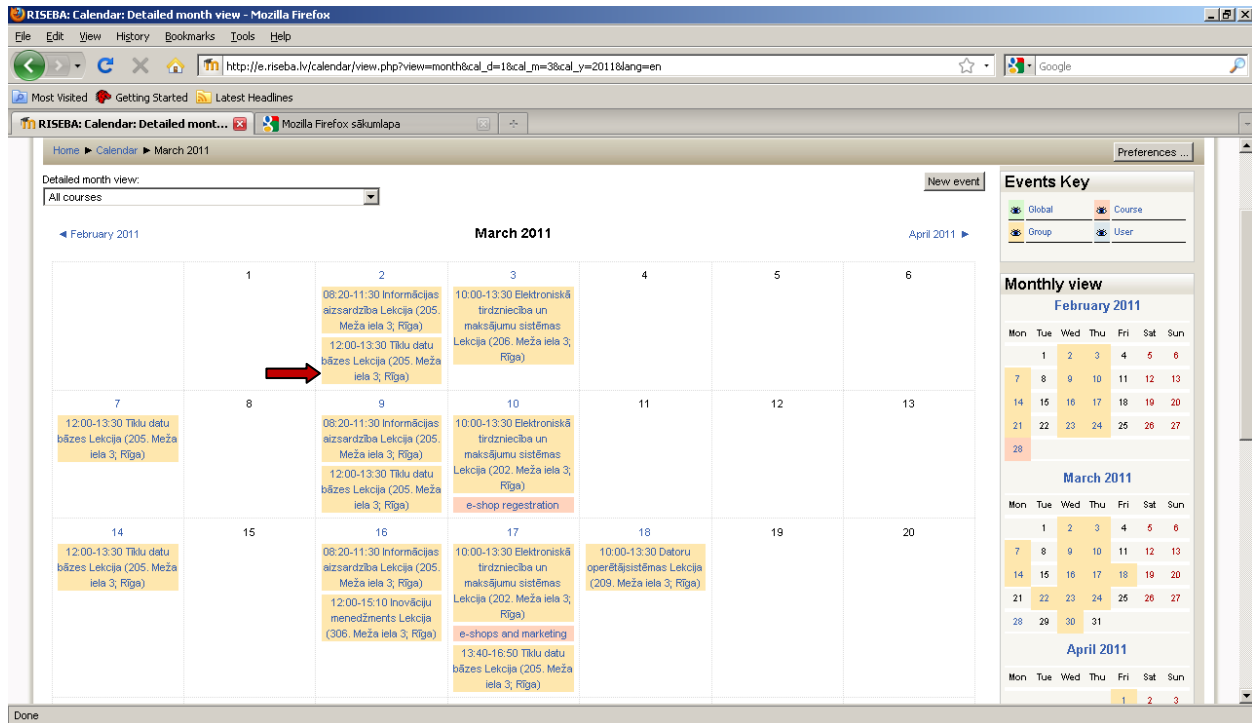 RISEBA: Calendar: Detailed month view - Mozilla Firefox
File Edit View History Bookmarks Tools Help
http://e.riseba.lv/calendar/view.php?view=month&cal_d=1&cal_m=3&cal_y=2011&lang=en
Google
Most Visited Getting Started Latest Headlines
RISEBA: Calendar: Detailed mont... Mozilla Firefox sākumlapa
Home ► Calendar ► March 2011
Preferences ...
Detailed month view:
All courses
New event
◄ February 2011
March 2011
April 2011 ►
1 2 3 4 5 6
08:20-11:30 Informācijas
aizsardzība Lekcija (205.
Meža iela 3; Rīga)
12:00-13:30 Tīklu datu
bāzes Lekcija (205. Meža
iela 3; Rīga)
10:00-13:30 Elektroniskā
tirdzniecība un
maksājumu sistēmas
Lekcija (206. Meža iela 3;
Rīga)
7 8 9 10 11 12 13
12:00-13:30 Tīklu datu
bāzes Lekcija (205. Meža
iela 3; Rīga)
08:20-11:30 Informācijas
aizsardzība Lekcija (205.
Meža iela 3; Rīga)
12:00-13:30 Tīklu datu
bāzes Lekcija (205. Meža
iela 3; Rīga)
10:00-13:30 Elektroniskā
tirdzniecība un
maksājumu sistēmas
Lekcija (202. Meža iela 3;
Rīga)
e-shop regestration
14 15 16 17 18 19 20
12:00-13:30 Tīklu datu
bāzes Lekcija (205. Meža
iela 3; Rīga)
08:20-11:30 Informācijas
aizsardzība Lekcija (205.
Meža iela 3; Rīga)
12:00-15:10 Inovāciju
menedžments Lekcija
(306. Meža iela 3; Rīga)
10:00-13:30 Elektroniskā
tirdzniecība un
maksājumu sistēmas
Lekcija (202. Meža iela 3;
Rīga)
e-shops and marketing
13:40-16:50 Tīklu datu
bāzes Lekcija (205. Meža
iela 3; Rīga)
10:00-13:30 Datoru
operētājsistēmas Lekcija
(209. Meža iela 3; Rīga)
Events Key
Global Course
Group User
Monthly view
February 2011
Mon Tue Wed Thu Fri Sat Sun
1 2 3 4 5 6
7 8 9 10 11 12 13
14 15 16 17 18 19 20
21 22 23 24 25 26 27
28
March 2011
Mon Tue Wed Thu Fri Sat Sun
1 2 3 4 5 6
7 8 9 10 11 12 13
14 15 16 17 18 19 20
21 22 23 24 25 26 27
28 29 30 31
April 2011
Mon Tue Wed Thu Fri Sat Sun
1 2 3
Done